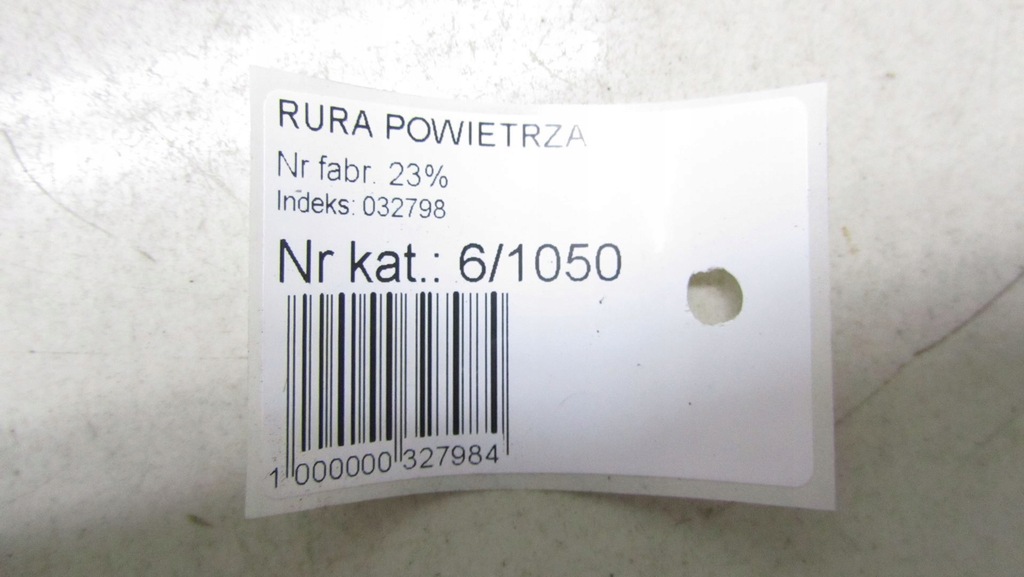 RURA POWIETRZA
Nr fabr. 23%
Indeks: 032798
Nr kat.: 6/1050
1 000000 327984